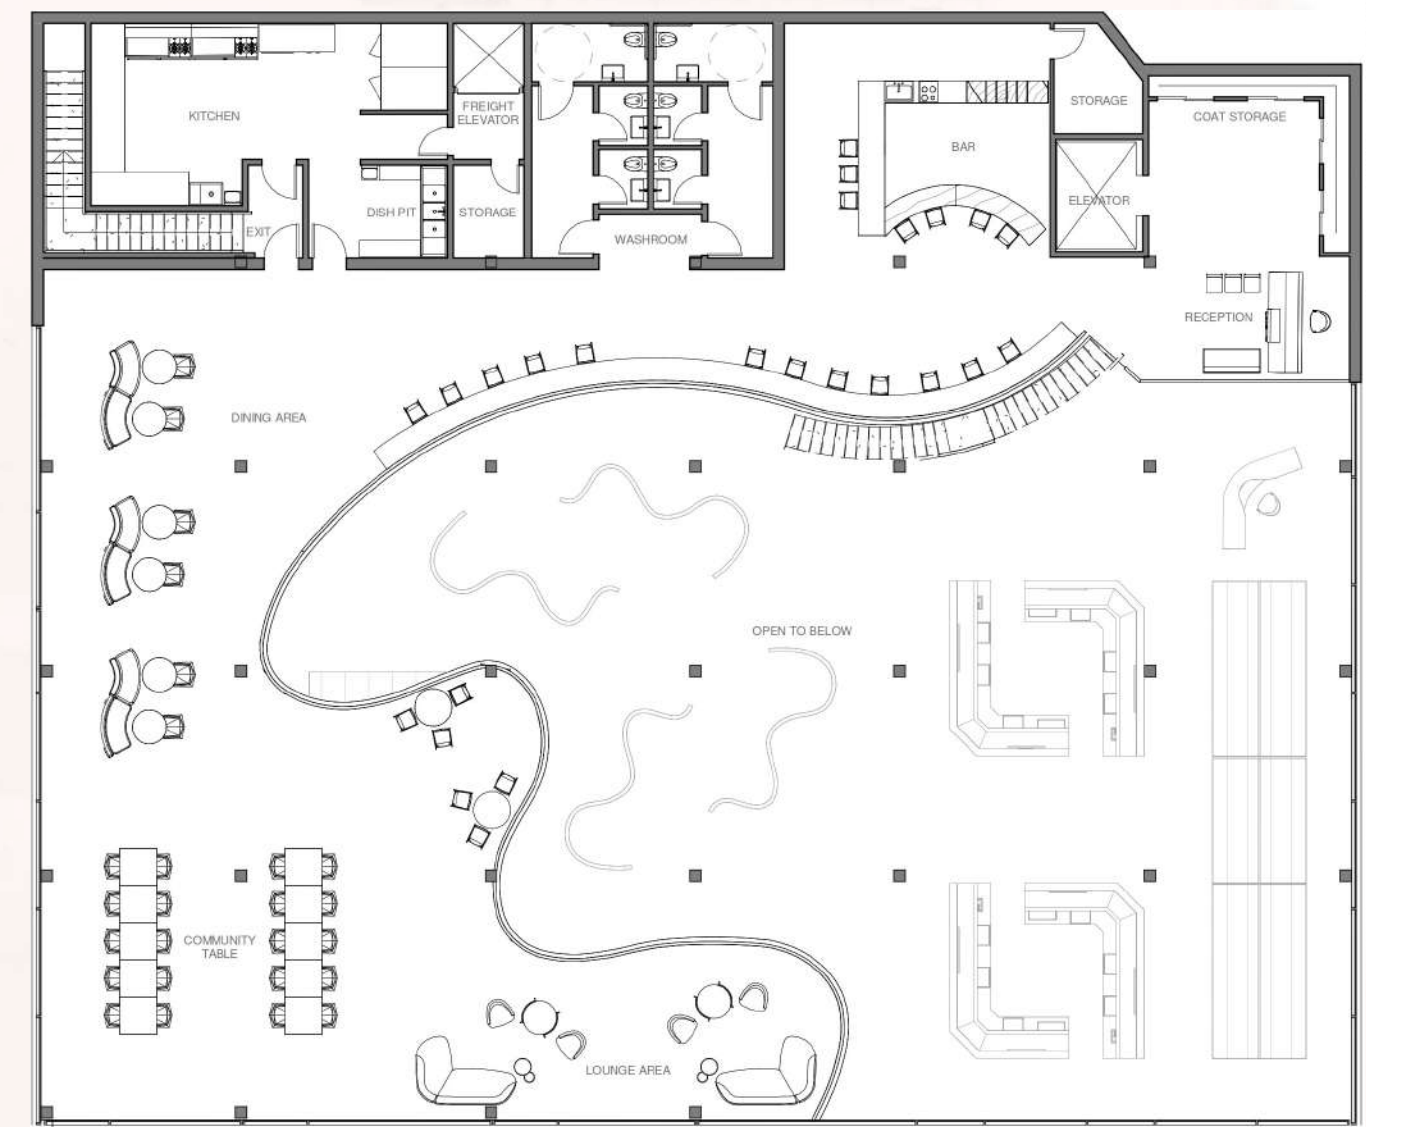 KITCHEN
FREIGHT
ELEVATOR
STORAGE
COAT STORAGE
BAR
ELEVATOR
DISH PIT
STORAGE
EXIT
WASHROOM
RECEPTION
DINING AREA
OPEN TO BELOW
COMMUNITY
TABLE
LOUNGE AREA